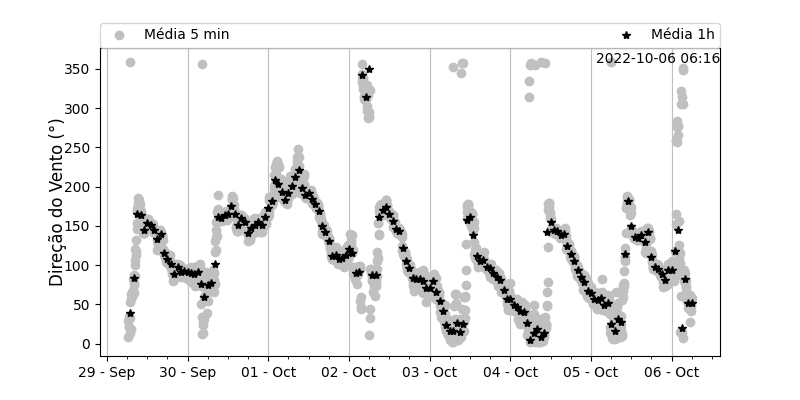 Média 5 min
Média 1h
2022-10-06 06:16
Direção do Vento (°)
350
300
250
200
150
100
50
0
29 - Sep
30 - Sep
01 - Oct
02 - Oct
03 - Oct
04 - Oct
05 - Oct
06 - Oct